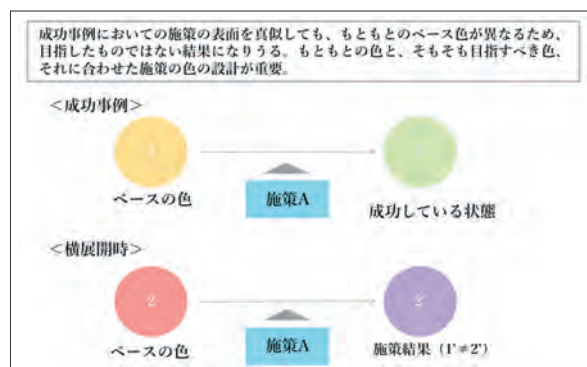 成功事例においての施策の表面を真似しても、もともとのベース色が異なるため、
目指したものではない結果になりうる。もともとの色と、そもそも目指すべき色、
それに合わせた施策の色の設計が重要。
<成功事例>
1
ベースの色
施策A
成功している状態
<横展開時>
2
2'
ベースの色
施策A
施策結果（1'≠2'）